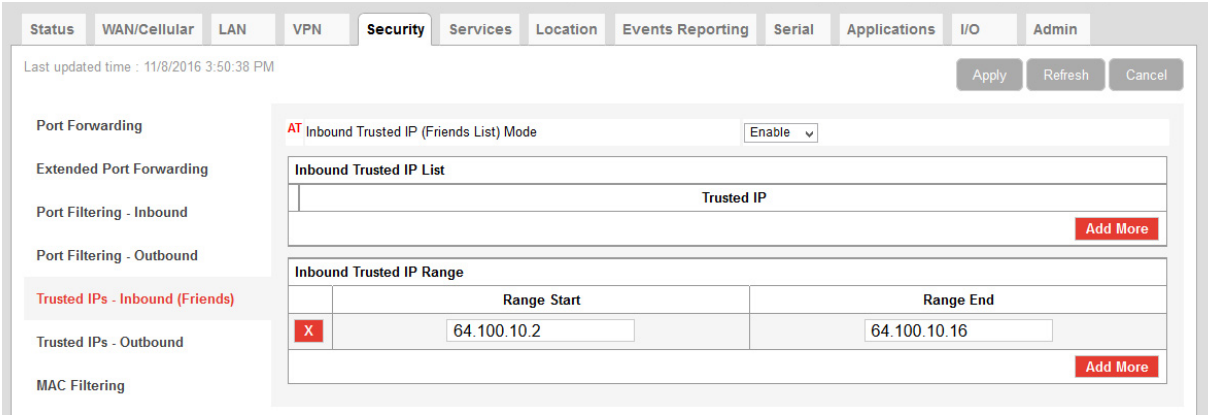 Status WAN/Cellular LAN VPN Security Services Location Events Reporting Serial Applications I/O Admin
Last updated time : 11/8/2016 3:50:38 PM
Apply Refresh Cancel
Port Forwarding
Extended Port Forwarding
Port Filtering - Inbound
Port Filtering - Outbound
Trusted IPs - Inbound (Friends)
Trusted IPs - Outbound
MAC Filtering
AT Inbound Trusted IP (Friends List) Mode Enable
Inbound Trusted IP List
Trusted IP
Add More
Inbound Trusted IP Range
Range Start Range End
X 64.100.10.2 64.100.10.16
Add More